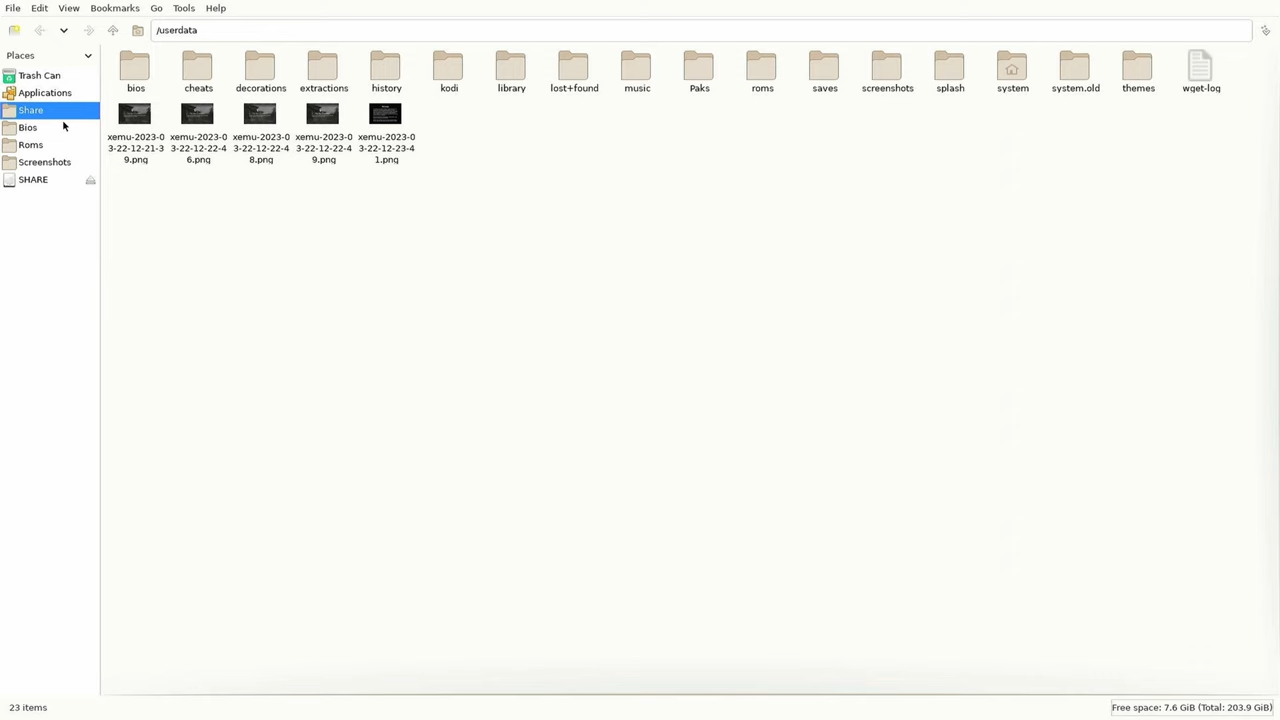 File Edit View Bookmarks Go Tools Help
/userdata
Places
Trash Can
Applications
Share
Bios
Roms
Screenshots
SHARE
bios cheats decorations extractions history kodi library lost+found music Paks roms saves screenshots splash system system.old themes wget-log
xemu-2023-0 xemu-2023-0 xemu-2023-0 xemu-2023-0 xemu-2023-0
3-22-12-21-3 3-22-12-22-4 3-22-12-22-4 3-22-12-22-4 3-22-12-23-4
9.png 6.png 8.png 9.png 1.png
23 items
Free space: 7.6 GiB (Total: 203.9 GiB)